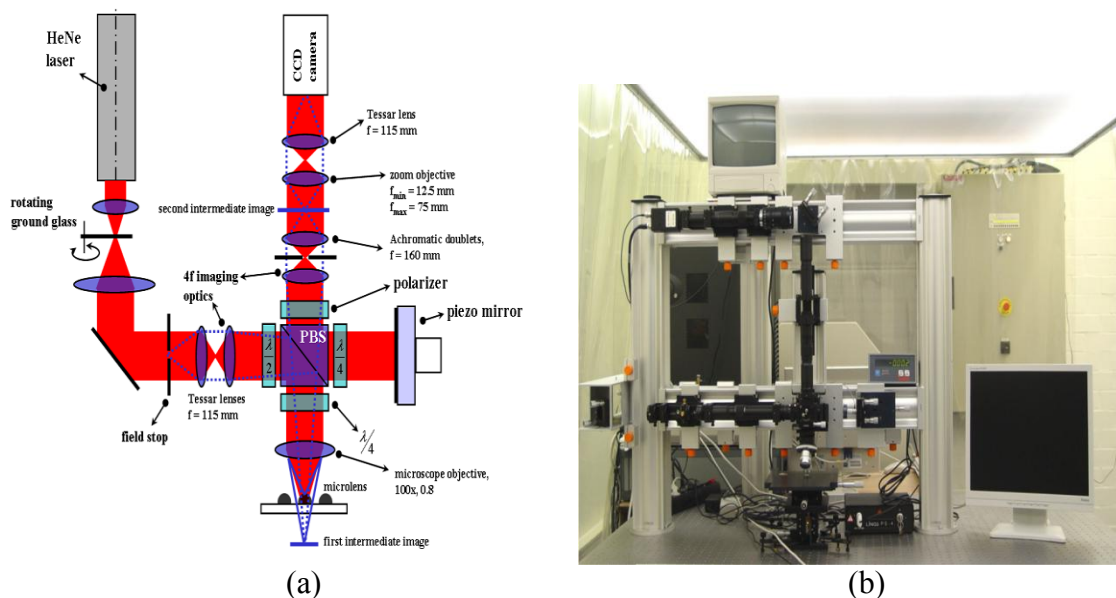 HeNe
laser
CCD
camera
Tessar lens
f = 115 mm
zoom objective
fmin = 12.5 mm
fmax = 75 mm
rotating
ground glass
second intermediate image
Achromatic doublets,
f = 160 mm
4f imaging
optics
polarizer
piezo mirror
PBS
λ/2
λ/4
Tessar lenses
f = 115 mm
field stop
λ/4
microscope objective,
100x, 0.8
microlens
first intermediate image
(a)
(b)